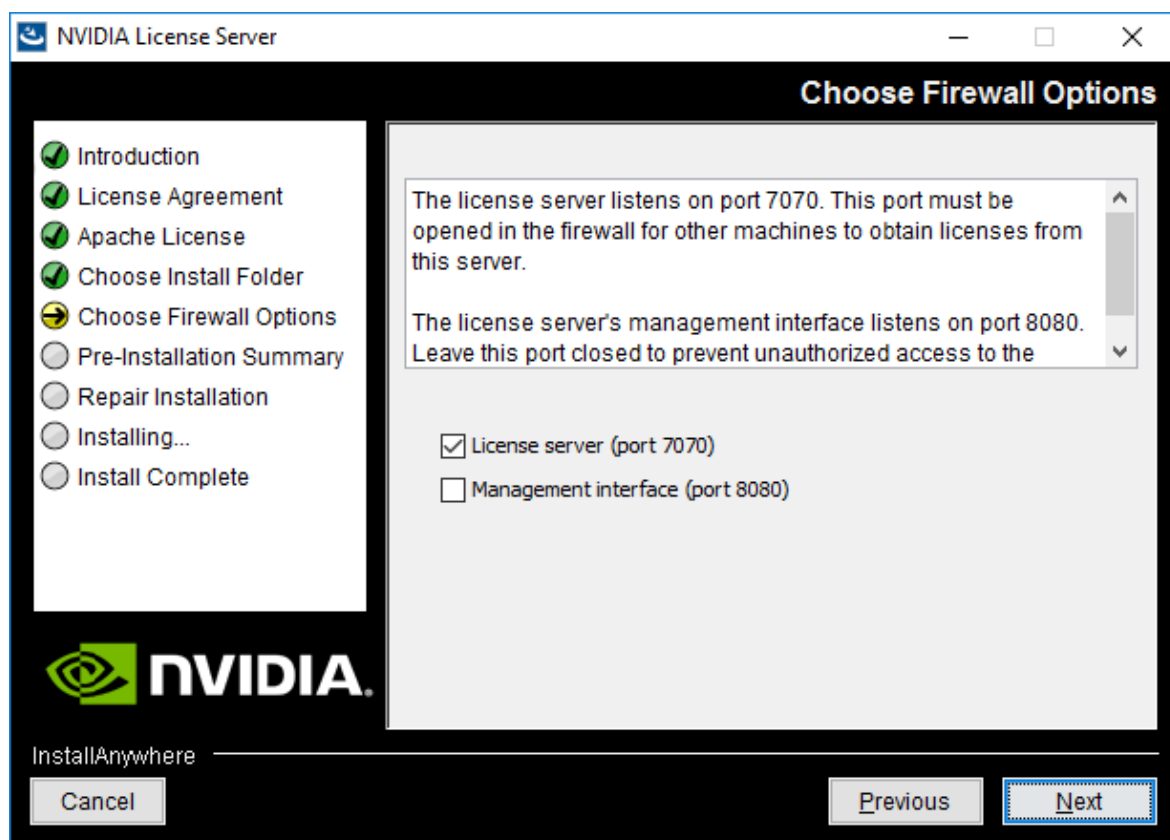 NVIDIA License Server
Choose Firewall Options
Introduction
License Agreement
Apache License
Choose Install Folder
Choose Firewall Options
Pre-Installation Summary
Repair Installation
Installing...
Install Complete
The license server listens on port 7070. This port must be
opened in the firewall for other machines to obtain licenses from
this server.
The license server's management interface listens on port 8080.
Leave this port closed to prevent unauthorized access to the
License server (port 7070)
Management interface (port 8080)
NVIDIA.
InstallAnywhere
Cancel
Previous
Next